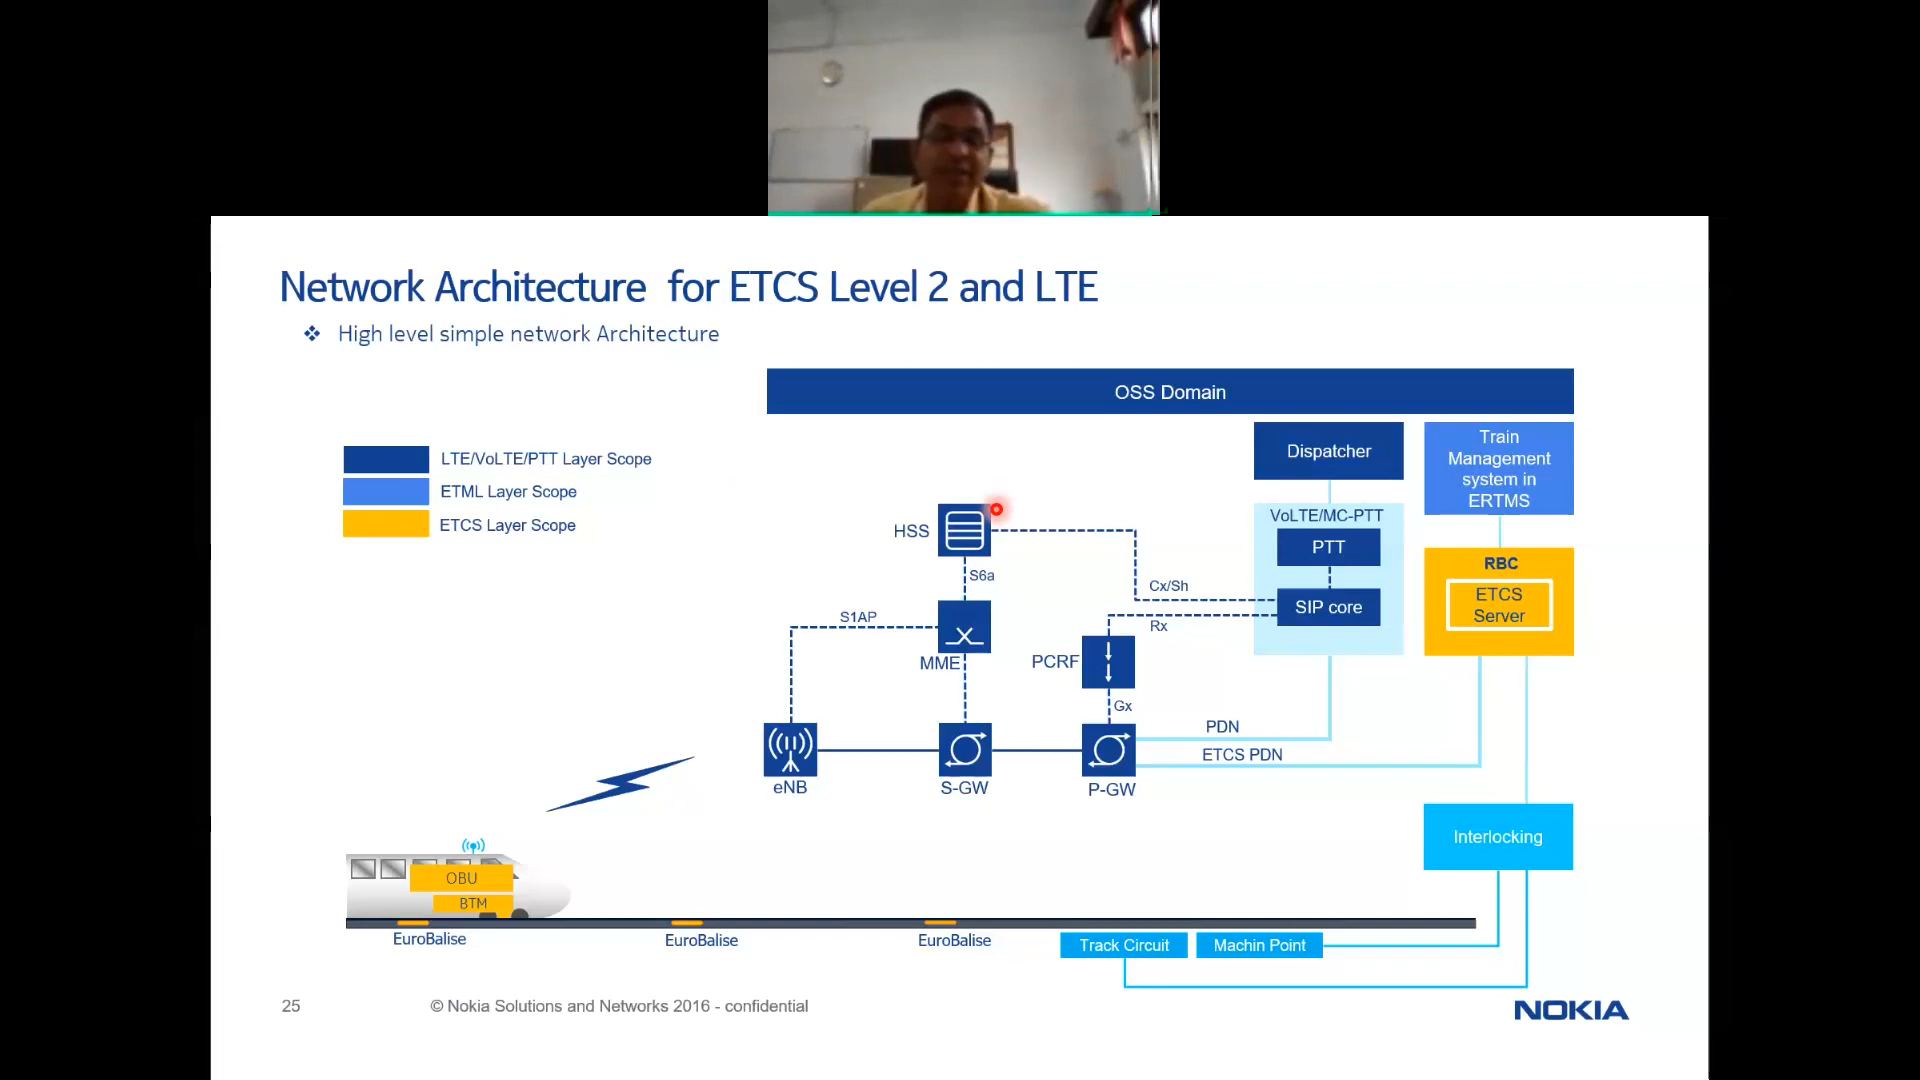 Network Architecture for ETCS Level 2 and LTE
High level simple network Architecture
OSS Domain
LTE/VoLTE/PTT Layer Scope
ETML Layer Scope
ETCS Layer Scope
Dispatcher
Train
Management
system in
ERTMS
HSS
VoLTE/MC-PTT
PTT
SIP core
RBC
ETCS
Server
S6a
Cx/Sh
S1AP
Rx
MME
PCRF
Gx
PDN
ETCS PDN
eNB
S-GW
P-GW
Interlocking
OBU
BTM
EuroBalise
EuroBalise
EuroBalise
Track Circuit
Machin Point
25
© Nokia Solutions and Networks 2016 - confidential
NOKIA